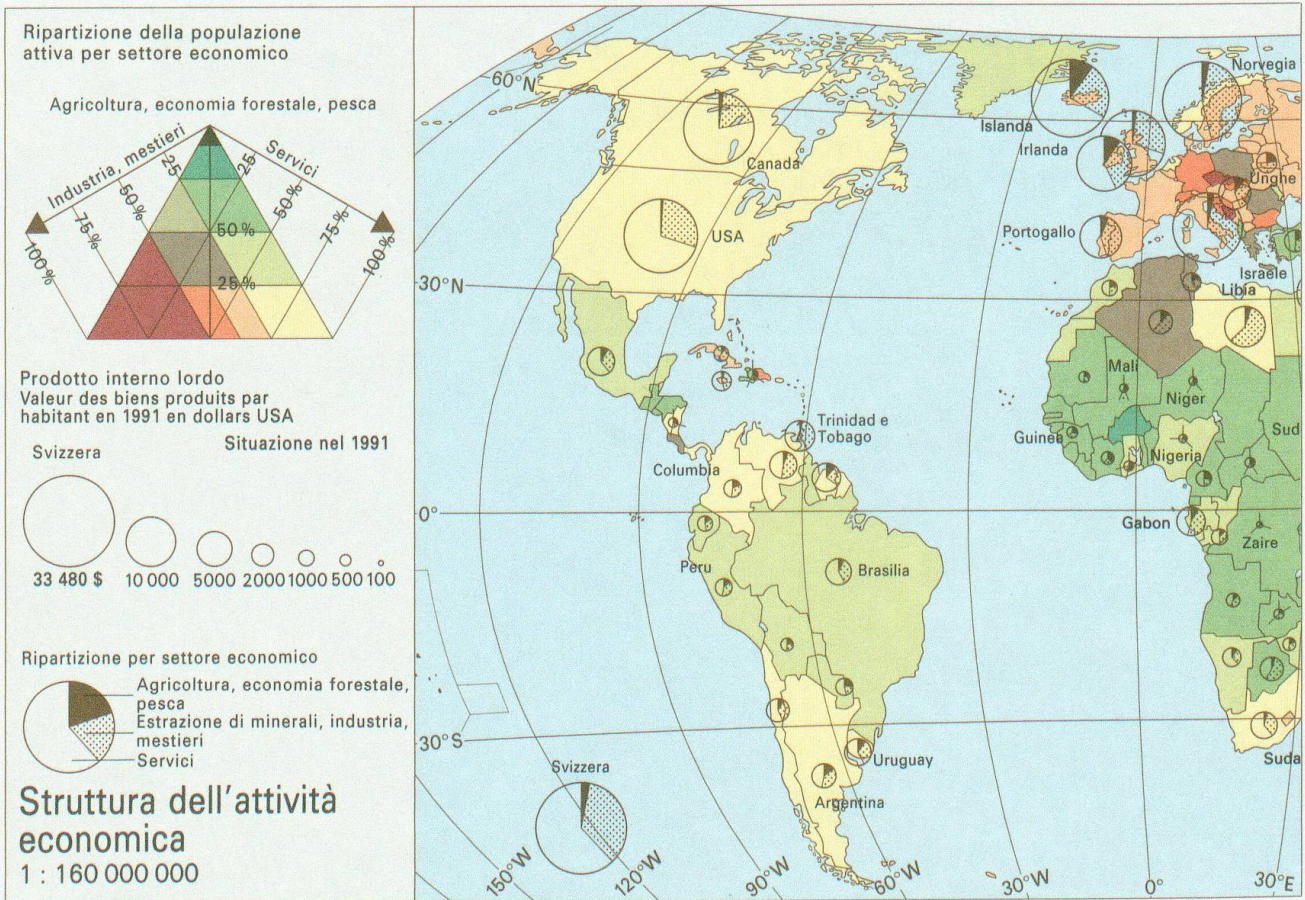 Ripartizione della populazione
attiva per settore economico
Agricoltura, economia forestale, pesca
Industria, mestieri
Servici
25
25
50%
50%
50%
75%
75%
25%
100%
100%
Prodotto interno lordo
Valeur des biens produits par
habitant en 1991 en dollars USA
Situazione nel 1991
Svizzera
33 480 $
10 000
5000
2000
1000
500
100
Ripartizione per settore economico
Agricoltura, economia forestale,
pesca
Estrazione di minerali, industria,
mestieri
Servici
Struttura dell'attività
economica
1 : 160 000 000
60°N
Norvegia
Islanda
Irlanda
Canada
Unghe
USA
Portogallo
Israele
30°N
Libia
Mali
Niger
Trinidad e
Tobago
Guinea
Sud
Nigeria
Columbia
0°
Gabon
Zaire
Peru
Brasilia
30°S
Uruguay
Suda
Svizzera
Argentina
150°W
120°W
90°W
60°W
30°W
0°
30°E